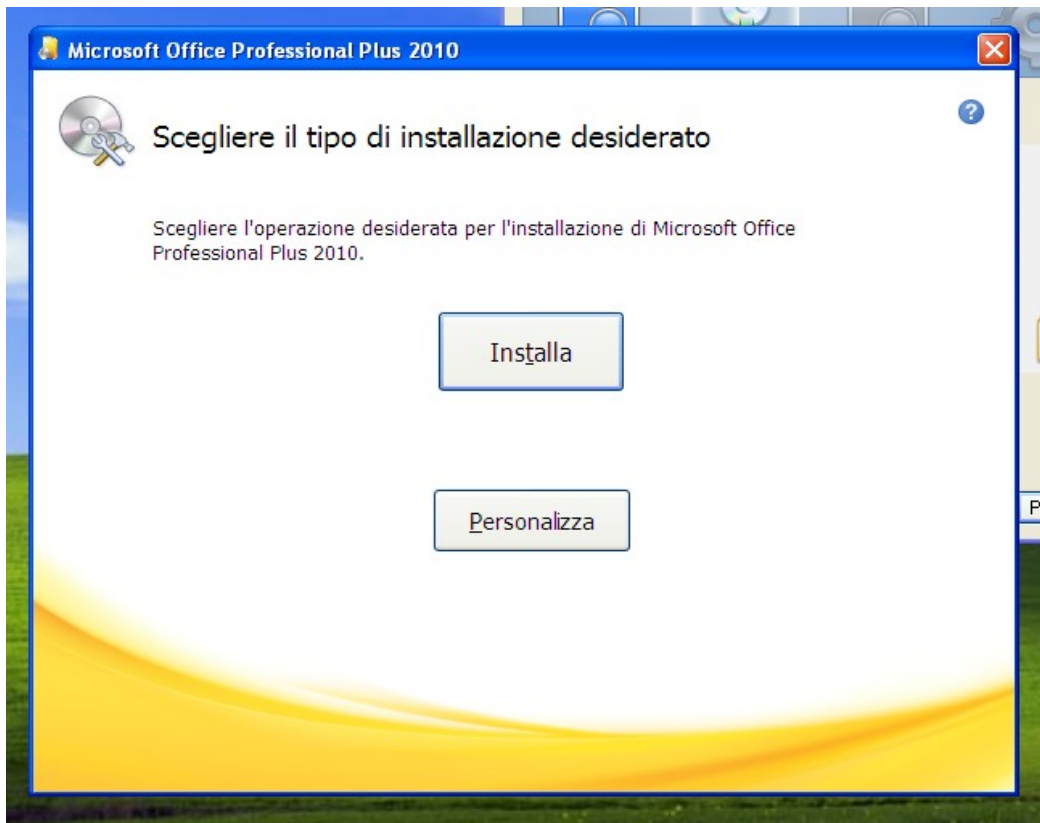 Microsoft Office Professional Plus 2010
Scegliere il tipo di installazione desiderato
Scegliere l'operazione desiderata per l'installazione di Microsoft Office
Professional Plus 2010.
Installa
Personalizza
P